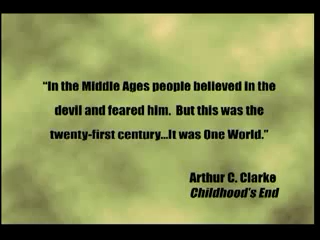 “In the Middle Ages people believed in the
devil and feared him. But this was the
twenty-first century...It was One World.”
Arthur C. Clarke
Childhood's End